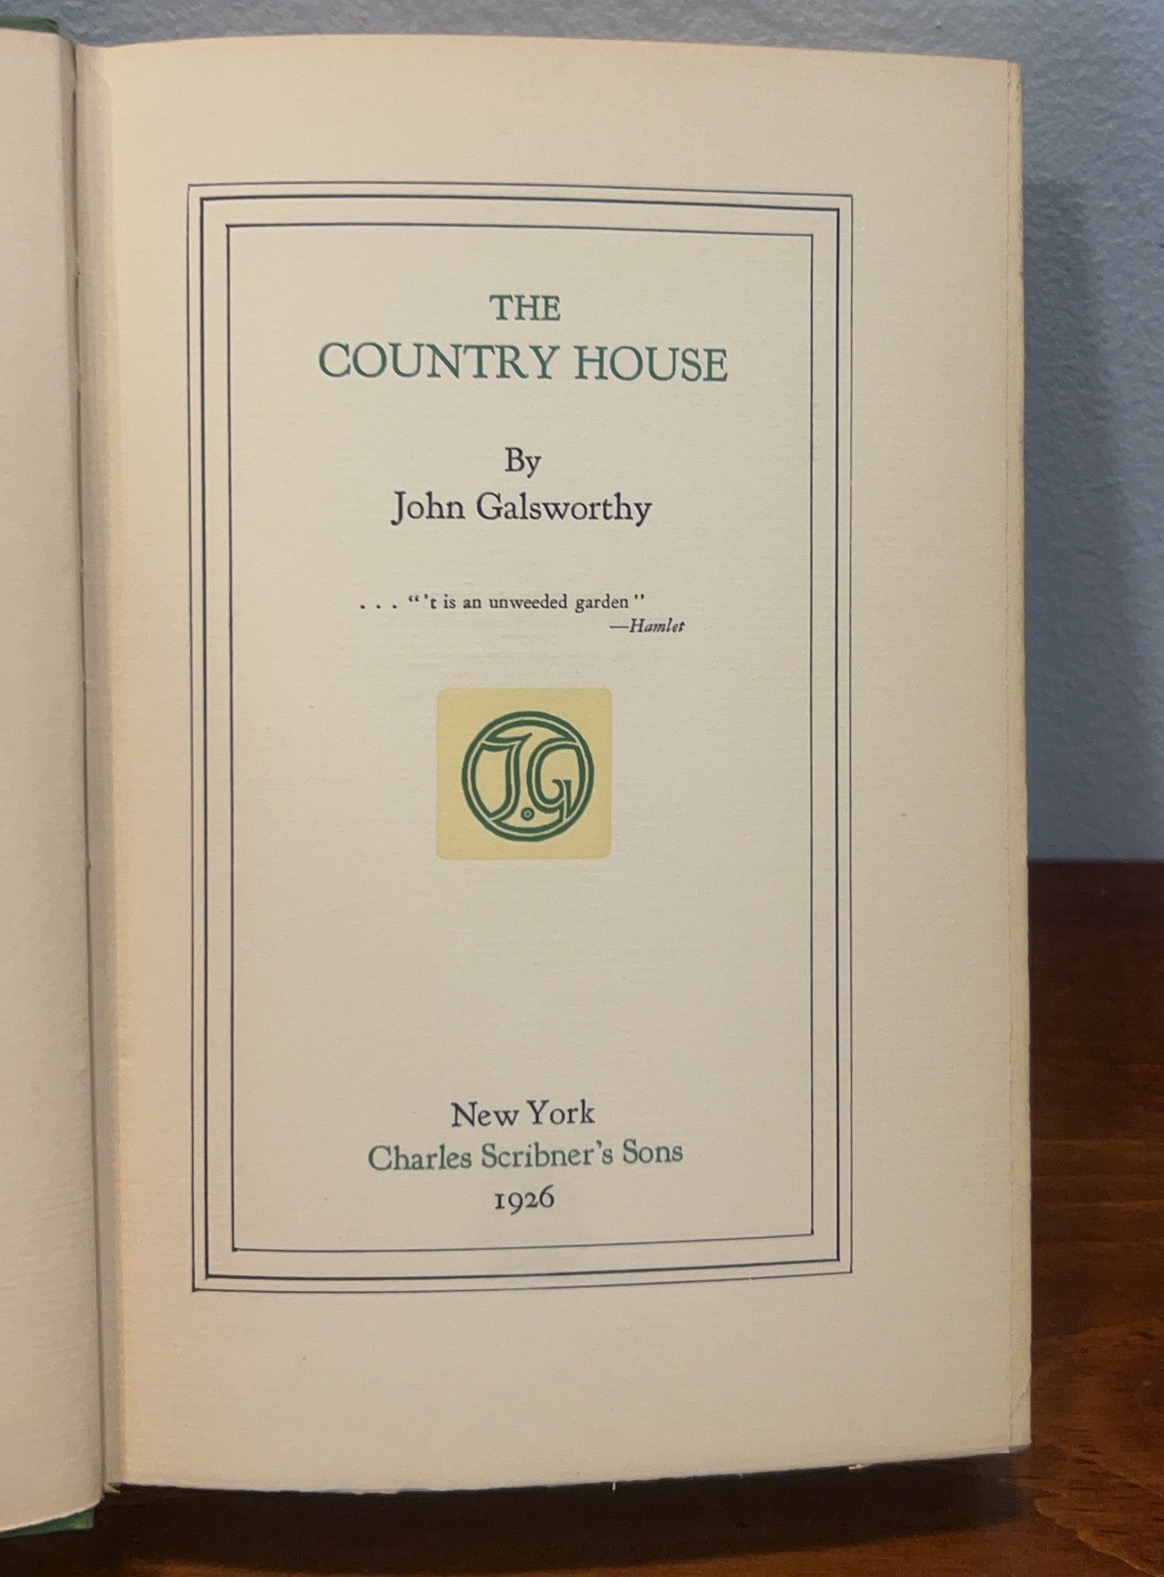 THE
COUNTRY HOUSE
By
John Galsworthy
. . . “ 't is an unweeded garden ”
—Hamlet
J.G
New York
Charles Scribner's Sons
1926